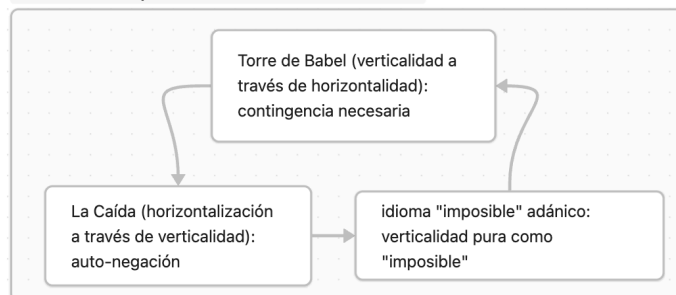 Torre de Babel (verticalidad a
través de horizontalidad):
contingencia necesaria
La Caída (horizontalización
a través de verticalidad):
auto-negación
idioma "imposible" adánico:
verticalidad pura como
"imposible"